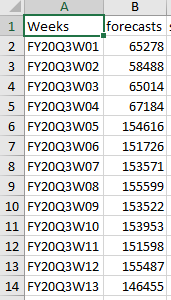 A B
1 Weeks forecasts
2 FY20Q3W01 65278
3 FY20Q3W02 58488
4 FY20Q3W03 65014
5 FY20Q3W04 67184
6 FY20Q3W05 154616
7 FY20Q3W06 151726
8 FY20Q3W07 153571
9 FY20Q3W08 155599
10 FY20Q3W09 153522
11 FY20Q3W10 153953
12 FY20Q3W11 151598
13 FY20Q3W12 155487
14 FY20Q3W13 146455